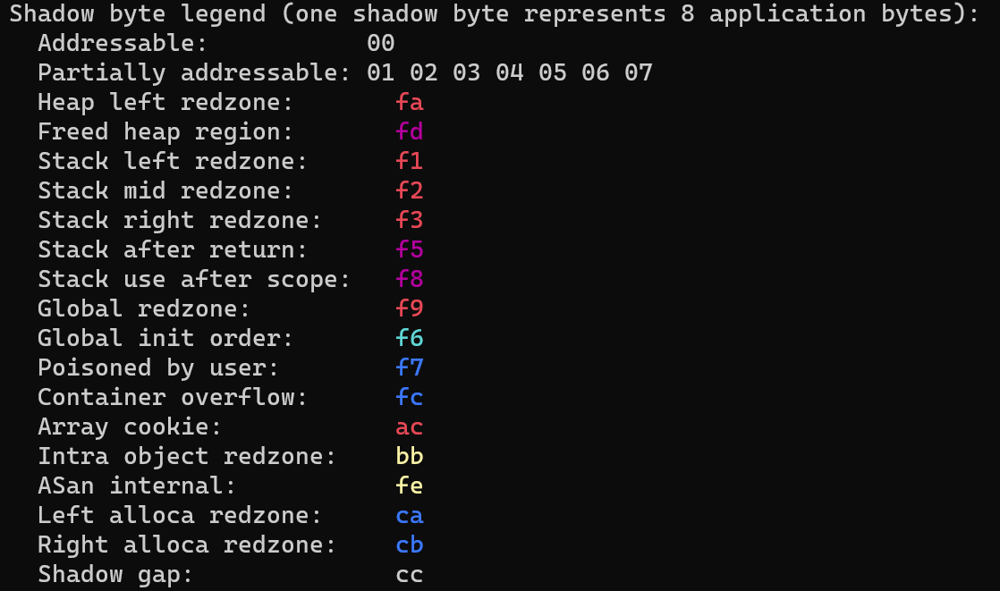 Shadow byte legend (one shadow byte represents 8 application bytes):
  Addressable:           00
  Partially addressable: 01 02 03 04 05 06 07
  Heap left redzone:       fa
  Freed heap region:       fd
  Stack left redzone:      f1
  Stack mid redzone:       f2
  Stack right redzone:     f3
  Stack after return:      f5
  Stack use after scope:   f8
  Global redzone:          f9
  Global init order:       f6
  Poisoned by user:        f7
  Container overflow:      fc
  Array cookie:            ac
  Intra object redzone:    bb
  ASan internal:           fe
  Left alloca redzone:     ca
  Right alloca redzone:    cb
  Shadow gap:              cc